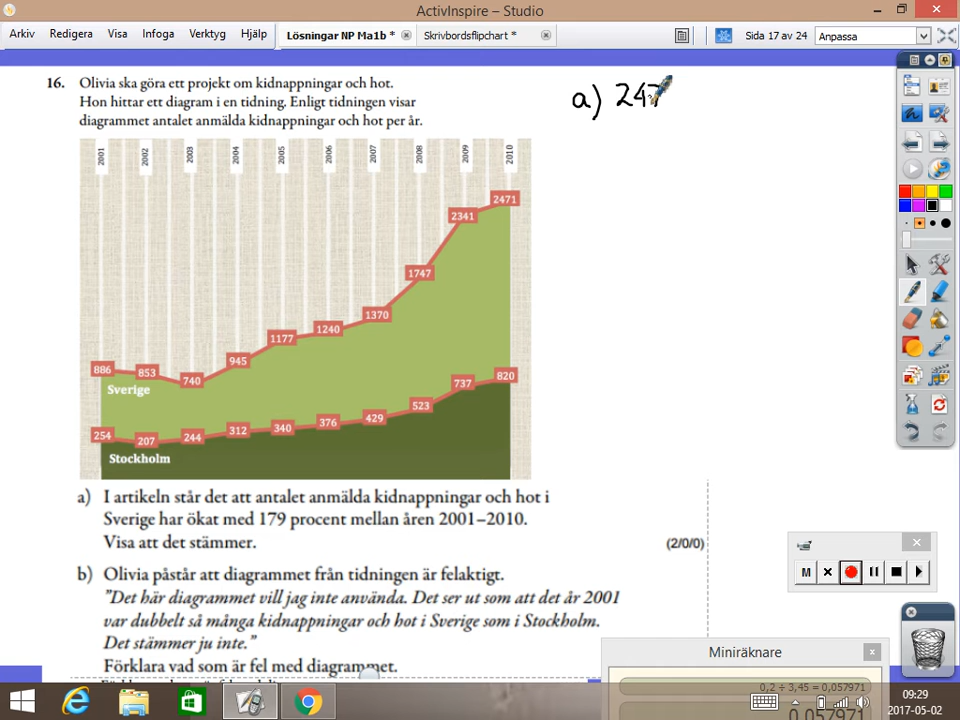 ActivInspire – Studio
Arkiv Redigera Visa Infoga Verktyg Hjälp
Lösningar NP Ma1b * Skrivbordsflipchart * Sida 17 av 24 Anpassa
16. Olivia ska göra ett projekt om kidnappningar och hot.
Hon hittar ett diagram i en tidning. Enligt tidningen visar
diagrammet antalet anmälda kidnappningar och hot per år.
a) 247
2001 2002 2003 2004 2005 2006 2007 2008 2009 2010
886 853 740 945 1177 1240 1370 1747 2341 2471
Sverige
254 207 244 312 340 376 429 523 737 820
Stockholm
a) I artikeln står det att antalet anmälda kidnappningar och hot i
Sverige har ökat med 179 procent mellan åren 2001–2010.
Visa att det stämmer.
(2/0/0)
b) Olivia påstår att diagrammet från tidningen är felaktigt.
”Det här diagrammet vill jag inte använda. Det ser ut som att det år 2001
var dubbelt så många kidnappningar och hot i Sverige som i Stockholm.
Det stämmer ju inte.”
Förklara vad som är fel med diagrammet.
M
Miniräknare
0,2 ÷ 3,45 = 0,057971
0,057971
09:29
2017-05-02